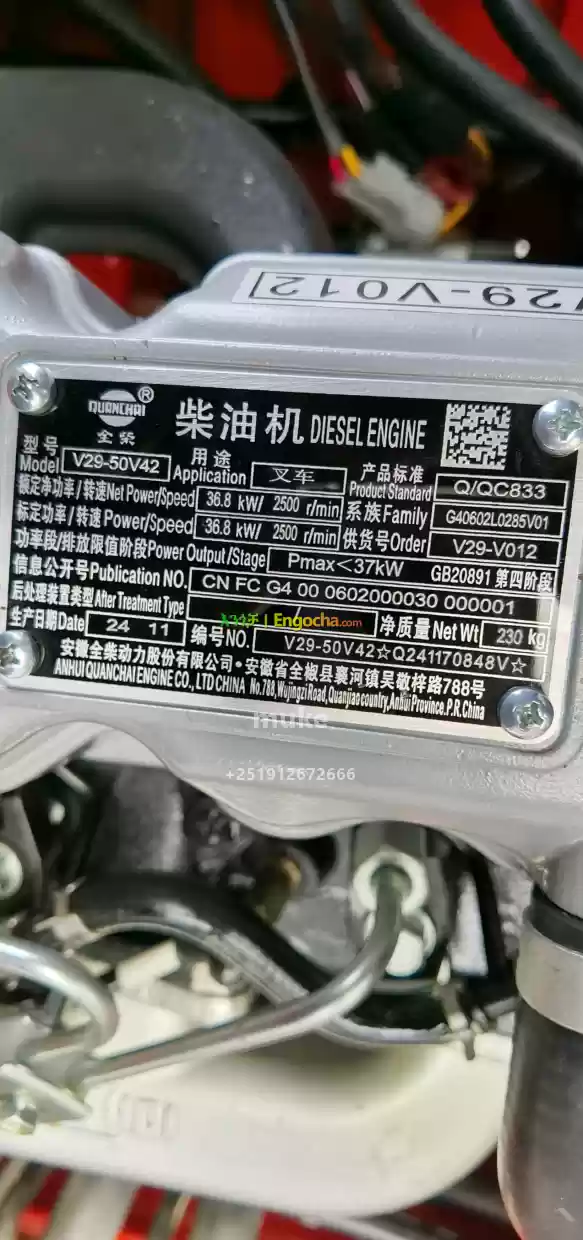 V29-V012
QUANCHAI ®
全柴
柴油机 DIESEL ENGINE
型号 Model V29-50V42 用途 Application 叉车 产品标准 Product Standard Q/QC833
额定净功率/转速Net Power/Speed 36.8 kW/ 2500 r/min 系族Family G40602L0285V01
标定功率/转速Power/Speed 36.8 kW/ 2500 r/min 供货号Order V29-V012
功率段/排放限值阶段Power Output/Stage Pmax<37kW GB20891 第四阶段
信息公开号Publication NO. CN FC G4 00 0602000030 000001
后处理装置类型After Treatment Type / 净质量Net Wt 230 kg
Engocha.com
生产日期Date 24 11 编号NO. V29-50V42☆Q241170848V☆
安徽全柴动力股份有限公司·安徽省全椒县襄河镇吴敬梓路788号
ANHUI QUANCHAI ENGINE CO., LTD CHINA No.788, Wujingzi Road, Quanjiao country, AnHui Province. P.R. China
muke
+251912672666